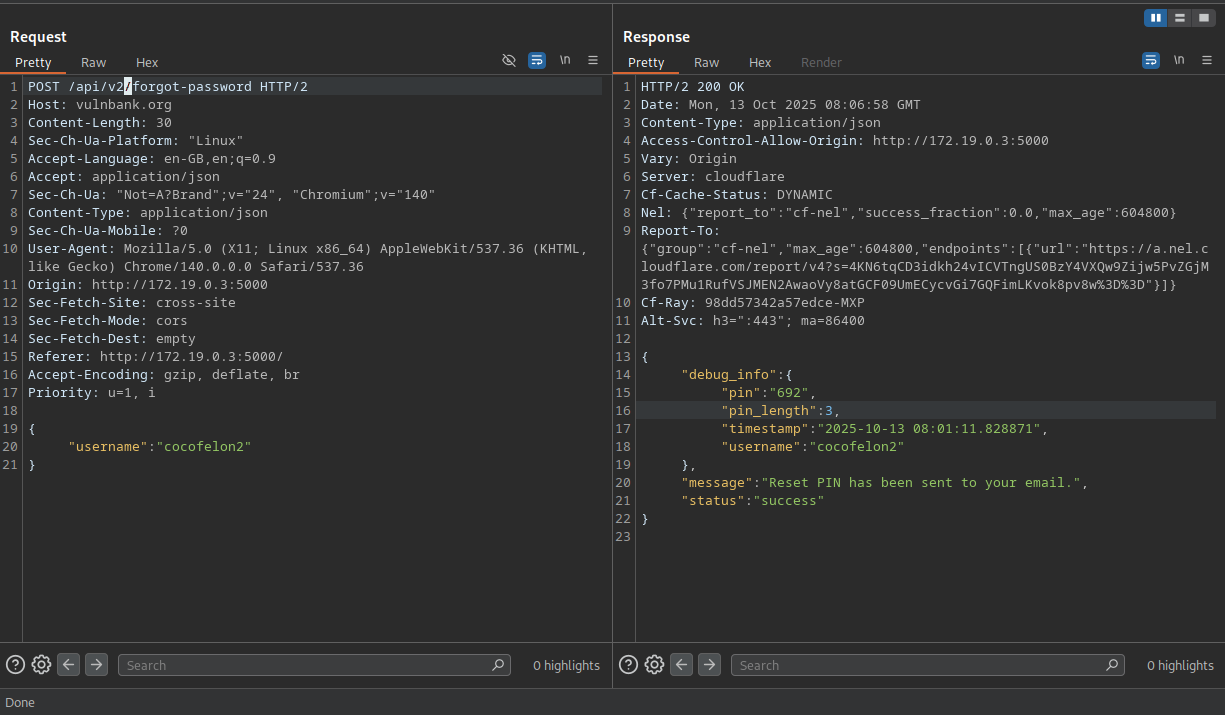 Request
Pretty Raw Hex
\n
1 POST /api/v2/forgot-password HTTP/2
2 Host: vulnbank.org
3 Content-Length: 30
4 Sec-Ch-Ua-Platform: "Linux"
5 Accept-Language: en-GB,en;q=0.9
6 Accept: application/json
7 Sec-Ch-Ua: "Not=A?Brand";v="24", "Chromium";v="140"
8 Content-Type: application/json
9 Sec-Ch-Ua-Mobile: ?0
10 User-Agent: Mozilla/5.0 (X11; Linux x86_64) AppleWebKit/537.36 (KHTML,
like Gecko) Chrome/140.0.0.0 Safari/537.36
11 Origin: http://172.19.0.3:5000
12 Sec-Fetch-Site: cross-site
13 Sec-Fetch-Mode: cors
14 Sec-Fetch-Dest: empty
15 Referer: http://172.19.0.3:5000/
16 Accept-Encoding: gzip, deflate, br
17 Priority: u=1, i
18
19 {
20 "username":"cocofelon2"
21 }
Search
0 highlights
Response
Pretty Raw Hex Render
\n
1 HTTP/2 200 OK
2 Date: Mon, 13 Oct 2025 08:06:58 GMT
3 Content-Type: application/json
4 Access-Control-Allow-Origin: http://172.19.0.3:5000
5 Vary: Origin
6 Server: cloudflare
7 Cf-Cache-Status: DYNAMIC
8 Nel: {"report_to":"cf-nel","success_fraction":0.0,"max_age":604800}
9 Report-To:
{"group":"cf-nel","max_age":604800,"endpoints":[{"url":"https://a.nel.c
loudflare.com/report/v4?s=4KN6tqCD3idkh24vICVTngUS0BzY4VXQw9Zijw5PvZGjM
3fo7PMu1RufVSJMEN2AwaoVy8atGCF09UmECycvGi7GQFimLKvok8pv8w%3D%3D"}]}
10 Cf-Ray: 98dd57342a57edce-MXP
11 Alt-Svc: h3=":443"; ma=86400
12
13 {
14 "debug_info":{
15 "pin":"692",
16 "pin_length":3,
17 "timestamp":"2025-10-13 08:01:11.828871",
18 "username":"cocofelon2"
19 },
20 "message":"Reset PIN has been sent to your email.",
21 "status":"success"
22 }
23
Search
0 highlights
Done